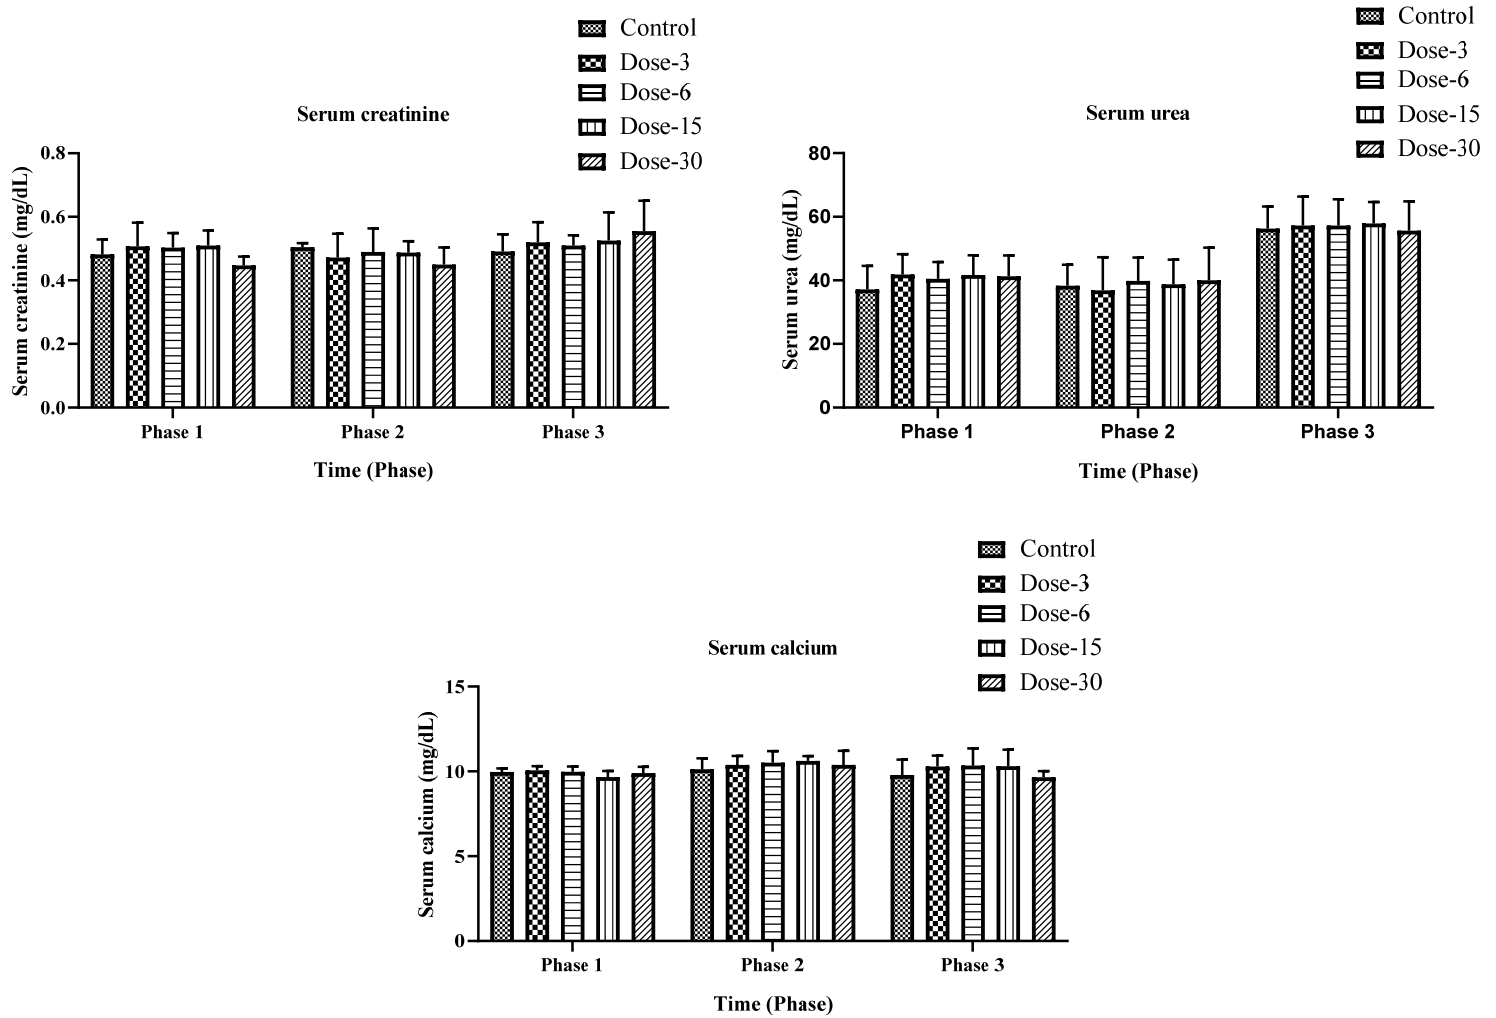 Control
Dose-3
Dose-6
Dose-15
Dose-30
Serum creatinine
Serum creatinine (mg/dL)
0.8
0.6
0.4
0.2
0.0
Phase 1 Phase 2 Phase 3
Time (Phase)
Control
Dose-3
Dose-6
Dose-15
Dose-30
Serum urea
Serum urea (mg/dL)
80
60
40
20
0
Phase 1 Phase 2 Phase 3
Time (Phase)
Control
Dose-3
Dose-6
Dose-15
Dose-30
Serum calcium
Serum calcium (mg/dL)
15
10
5
0
Phase 1 Phase 2 Phase 3
Time (Phase)